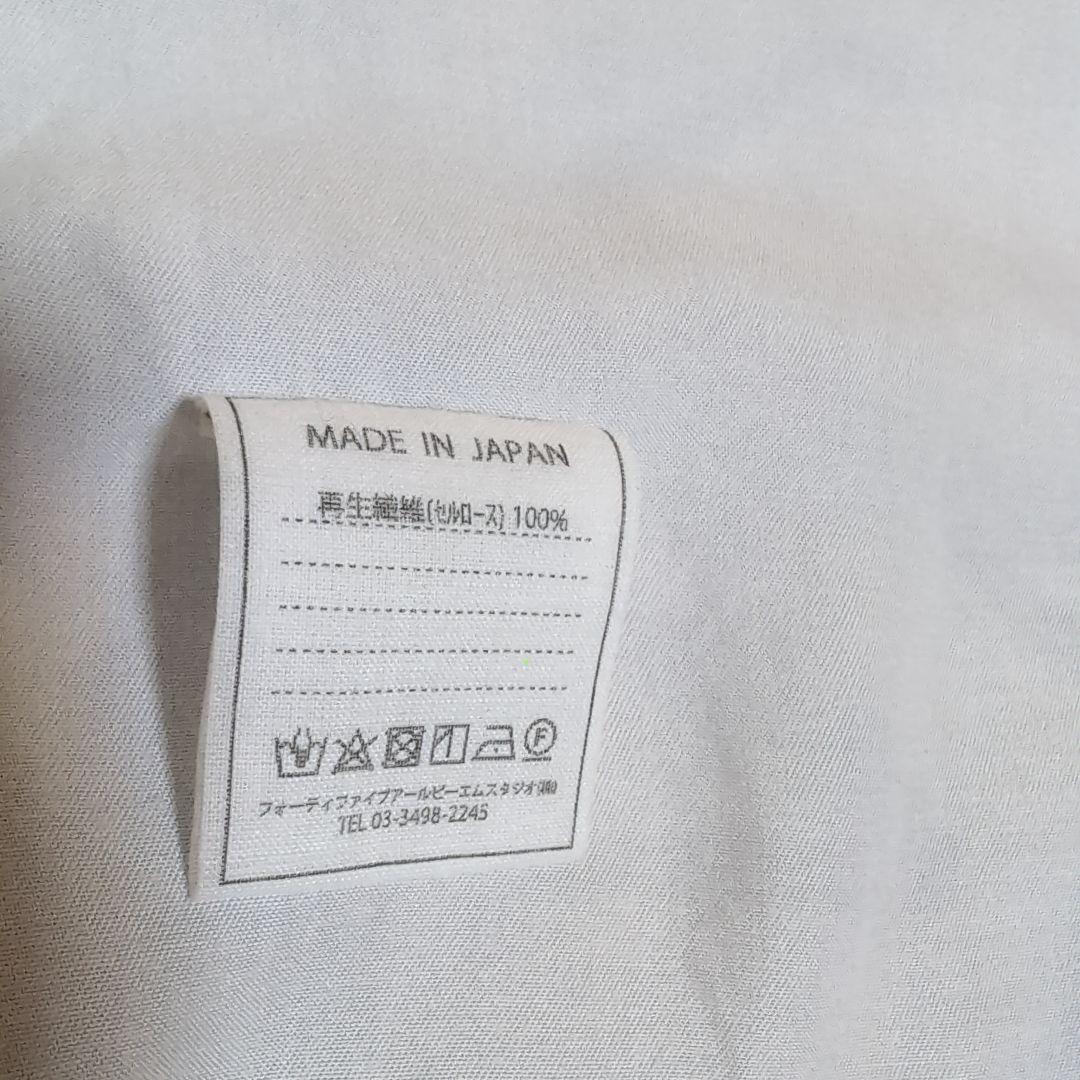 MADE IN JAPAN
再生繊維(セルロース) 100%
F
フォーティファイブアールピーエムスタジオ(株)
TEL 03-3498-2245